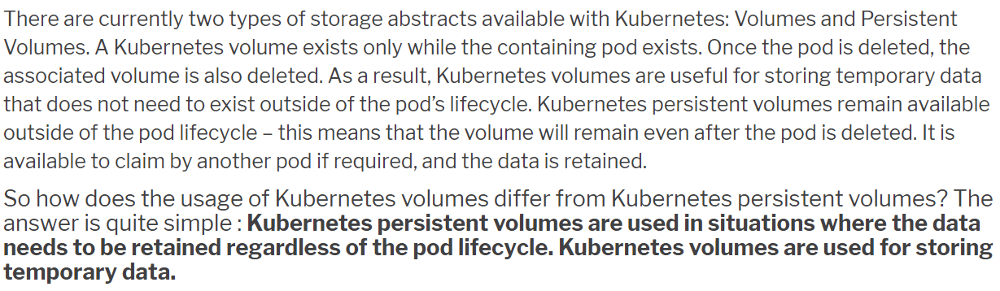 There are currently two types of storage abstracts available with Kubernetes: Volumes and Persistent
Volumes. A Kubernetes volume exists only while the containing pod exists. Once the pod is deleted, the
associated volume is also deleted. As a result, Kubernetes volumes are useful for storing temporary data
that does not need to exist outside of the pod’s lifecycle. Kubernetes persistent volumes remain available
outside of the pod lifecycle – this means that the volume will remain even after the pod is deleted. It is
available to claim by another pod if required, and the data is retained.
So how does the usage of Kubernetes volumes differ from Kubernetes persistent volumes? The
answer is quite simple : Kubernetes persistent volumes are used in situations where the data
needs to be retained regardless of the pod lifecycle. Kubernetes volumes are used for storing
temporary data.